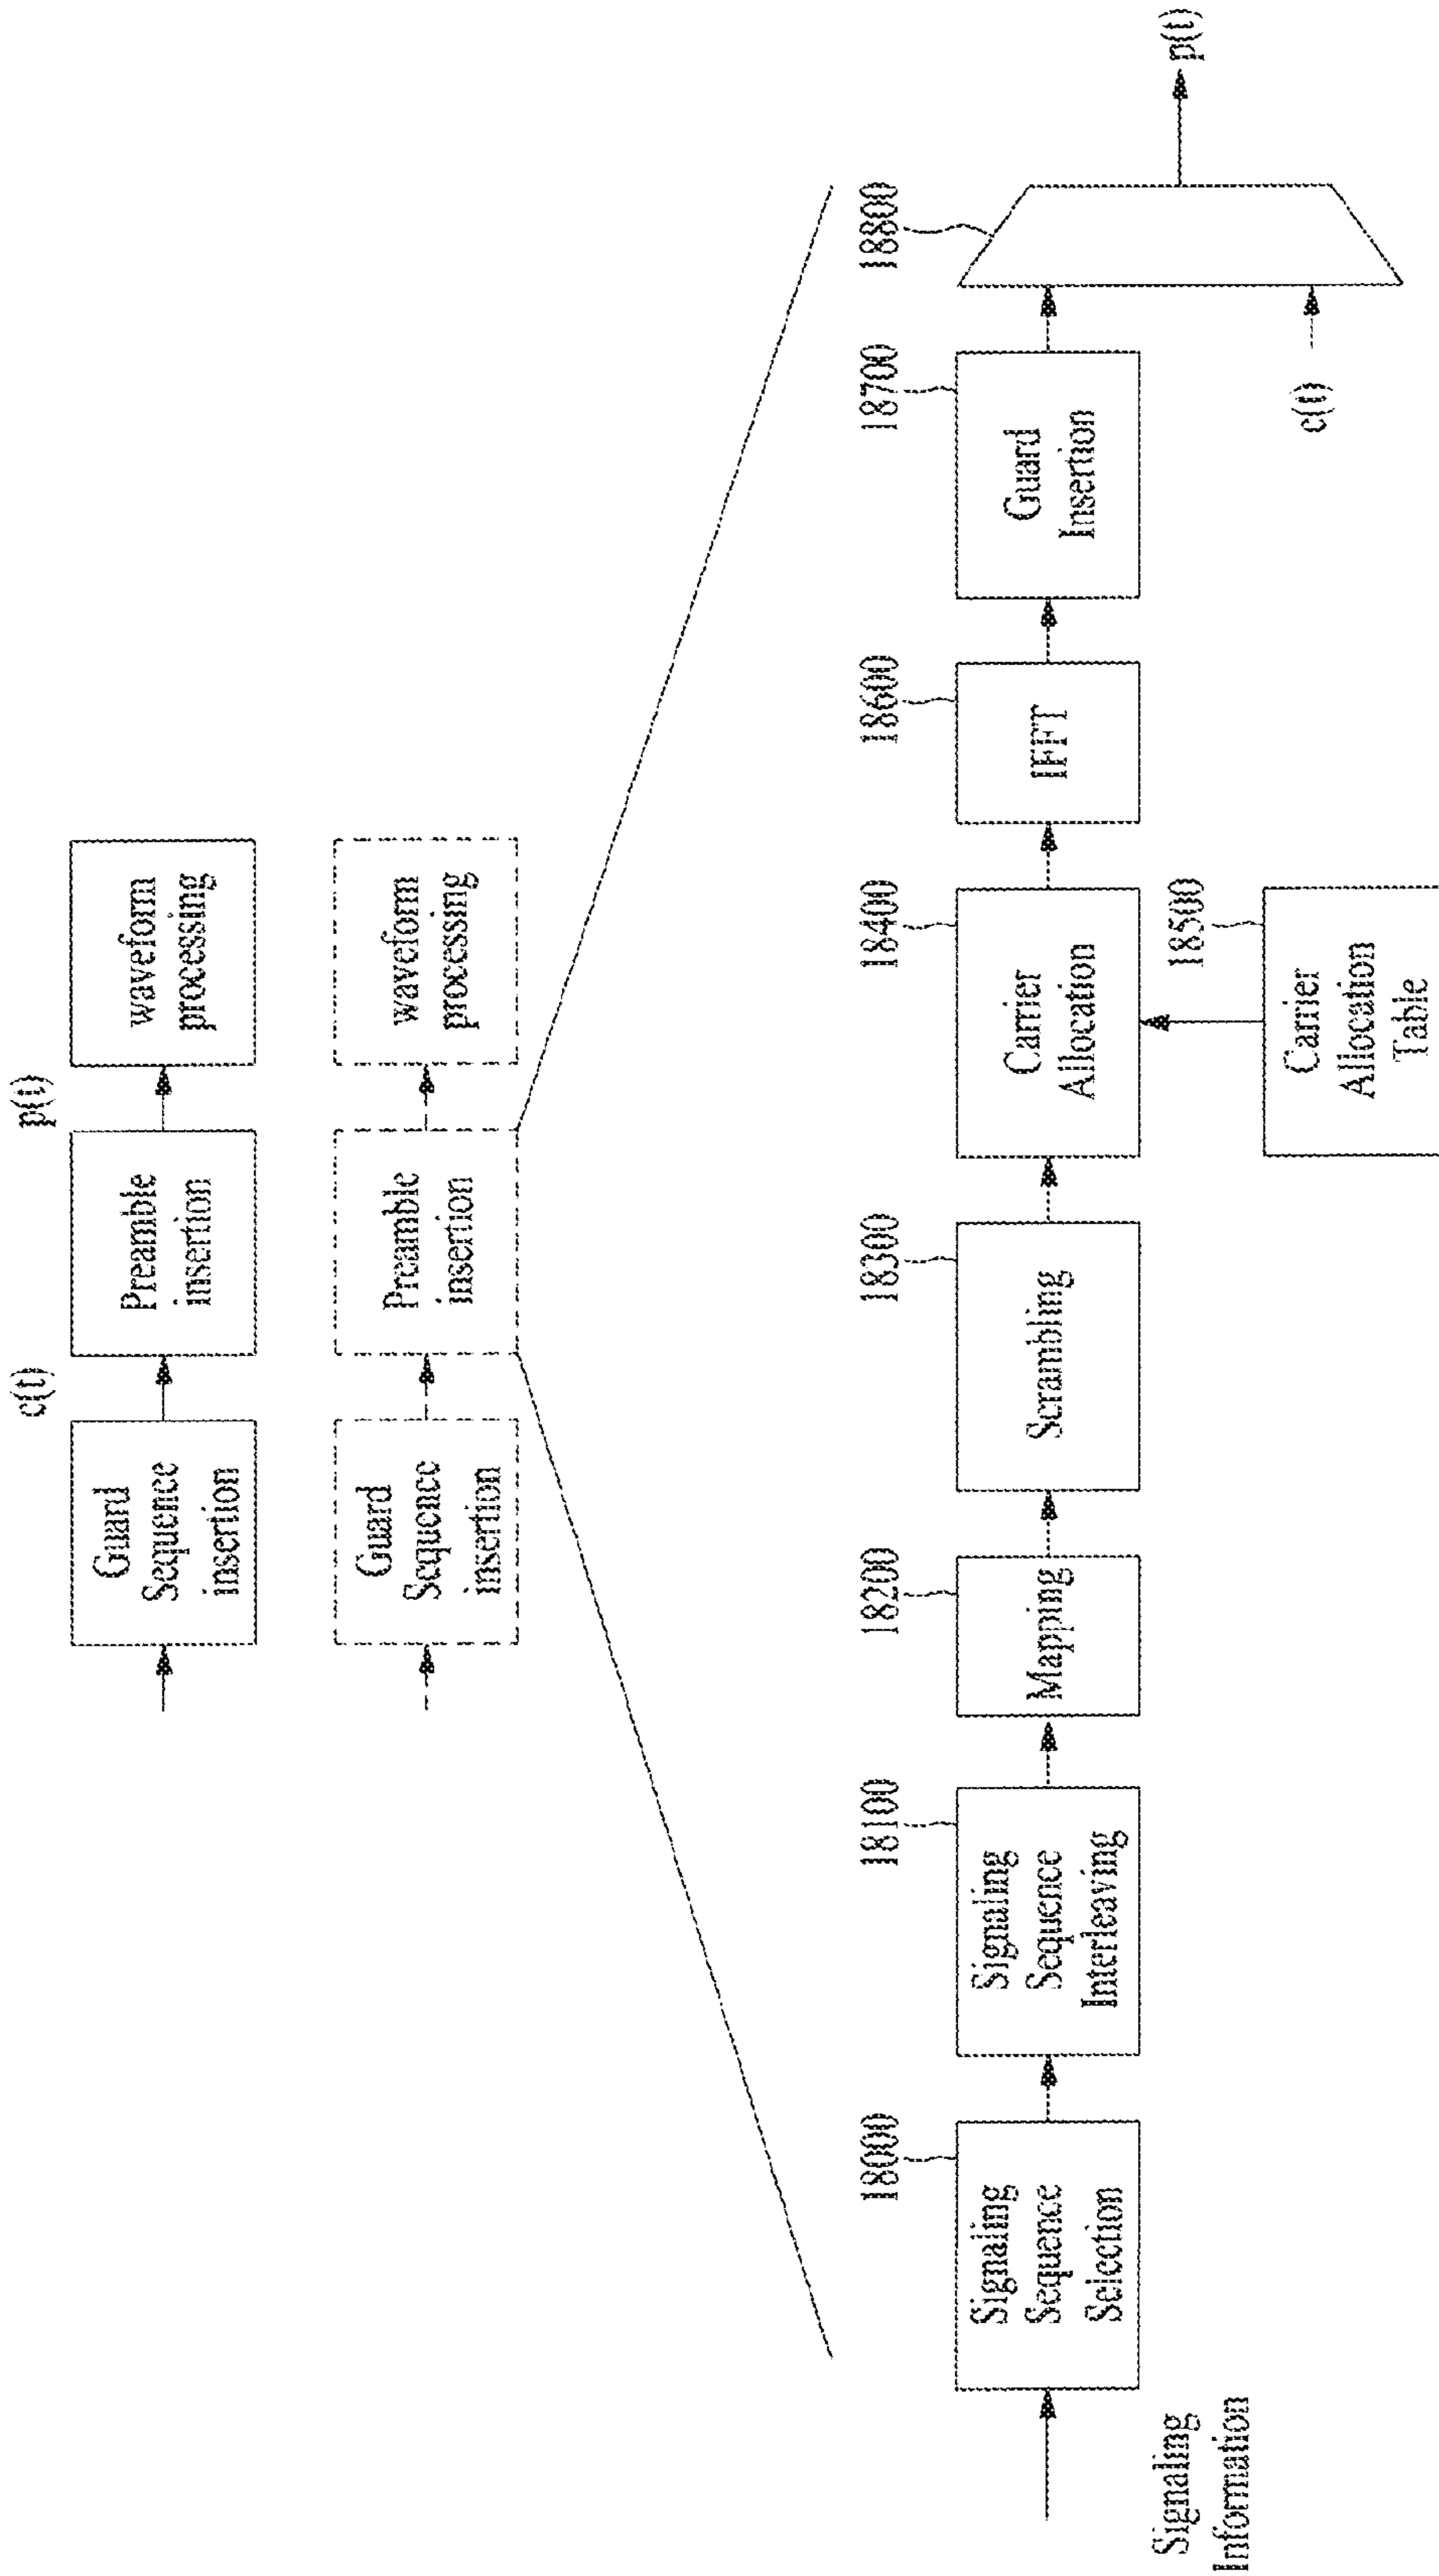 c(t)
p(t)
Guard
Sequence
insertion
Preamble
insertion
waveform
processing
Guard
Sequence
insertion
Preamble
insertion
waveform
processing
18000
18100
18200
18300
18400
18600
18700
18800
Signaling
Sequence
Selection
Signaling
Sequence
Interleaving
Mapping
Scrambling
Carrier
Allocation
IFFT
Guard
Insertion
p(t)
Signaling
Information
18500
Carrier
Allocation
Table
c(t)